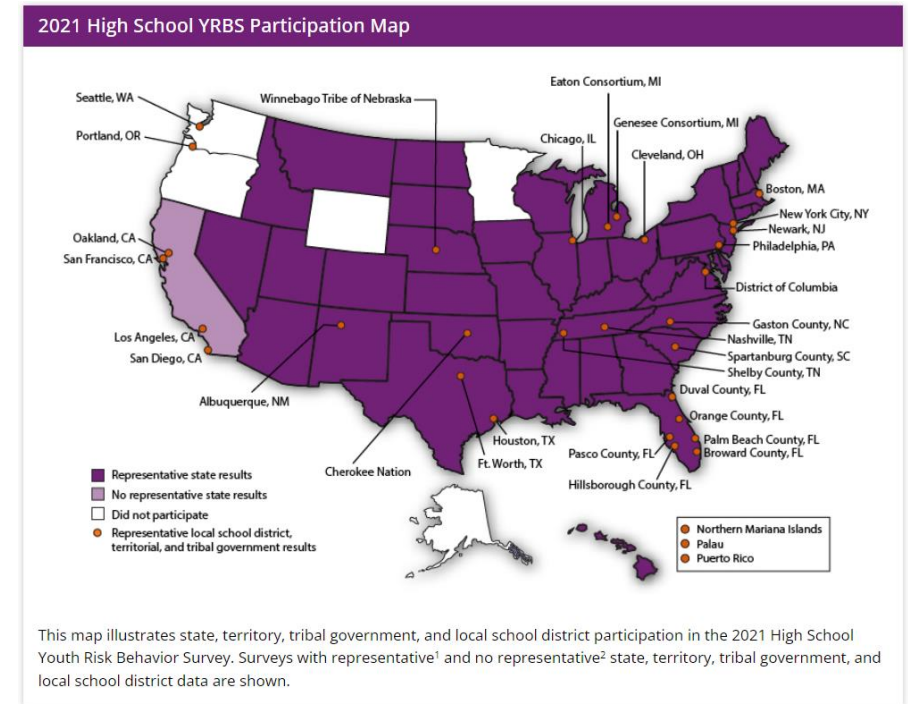 2021 High School YRBS Participation Map
Eaton Consortium, MI
Seattle, WA
Winnebago Tribe of Nebraska
Genesee Consortium, MI
Portland, OR
Chicago, IL
Cleveland, OH
Boston, MA
New York City, NY
Newark, NJ
Oakland, CA
Philadelphia, PA
San Francisco, CA
District of Columbia
Gaston County, NC
Los Angeles, CA
Nashville, TN
San Diego, CA
Spartanburg County, SC
Shelby County, TN
Duval County, FL
Albuquerque, NM
Orange County, FL
Houston, TX
Palm Beach County, FL
Pasco County, FL
Broward County, FL
Ft. Worth, TX
Cherokee Nation
Hillsborough County, FL
Representative state results
No representative state results
Did not participate
Representative local school district,
territorial, and tribal government results
Northern Mariana Islands
Palau
Puerto Rico
This map illustrates state, territory, tribal government, and local school district participation in the 2021 High School
Youth Risk Behavior Survey. Surveys with representative¹ and no representative² state, territory, tribal government, and
local school district data are shown.